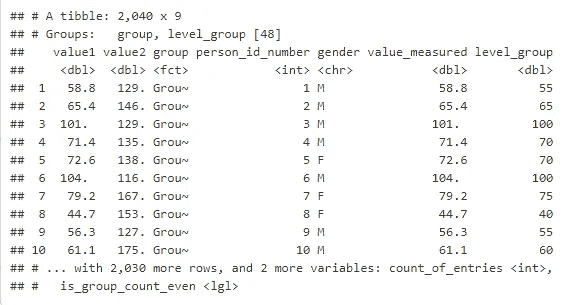 ## # A tibble: 2,040 x 9
## # Groups:   group, level_group [48]
##    value1 value2 group person_id_number gender value_measured level_group
##     <dbl>  <dbl> <fct>            <int> <chr>           <dbl>       <dbl>
##  1   58.8   129. Grou~                1 M                58.8          55
##  2   65.4   146. Grou~                2 M                65.4          65
##  3  101.    129. Grou~                3 M               101.          100
##  4   71.4   135. Grou~                4 M                71.4          70
##  5   72.6   138. Grou~                5 F                72.6          70
##  6  104.    116. Grou~                6 M               104.          100
##  7   79.2   167. Grou~                7 F                79.2          75
##  8   44.7   153. Grou~                8 F                44.7          40
##  9   56.3   127. Grou~                9 M                56.3          55
## 10   61.1   175. Grou~               10 M                61.1          60
## # ... with 2,030 more rows, and 2 more variables: count_of_entries <int>,
## #   is_group_count_even <lgl>